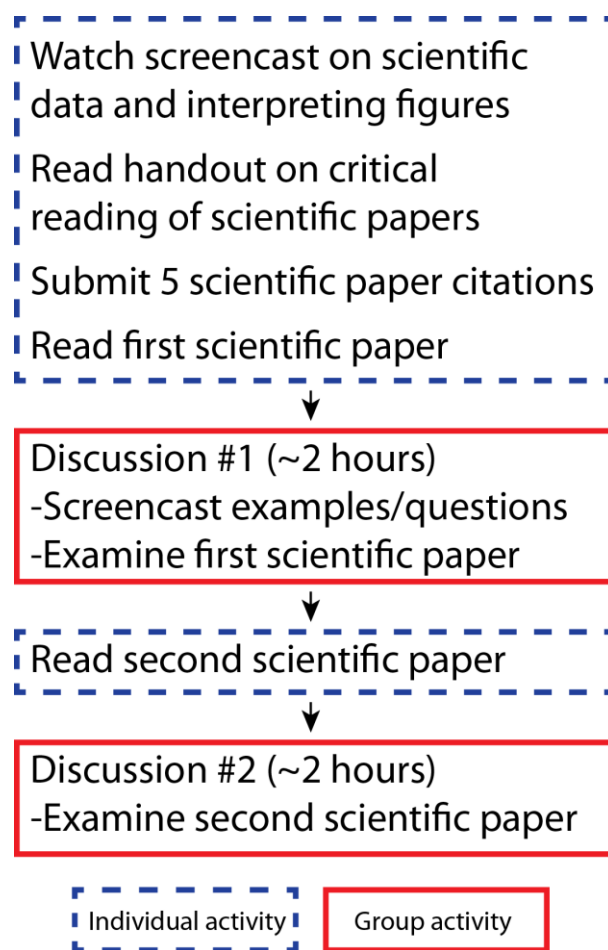 Watch screencast on scientific
data and interpreting figures
Read handout on critical
reading of scientific papers
Submit 5 scientific paper citations
Read first scientific paper
Discussion #1 (~2 hours)
-Screencast examples/questions
-Examine first scientific paper
Read second scientific paper
Discussion #2 (~2 hours)
-Examine second scientific paper
Individual activity
Group activity